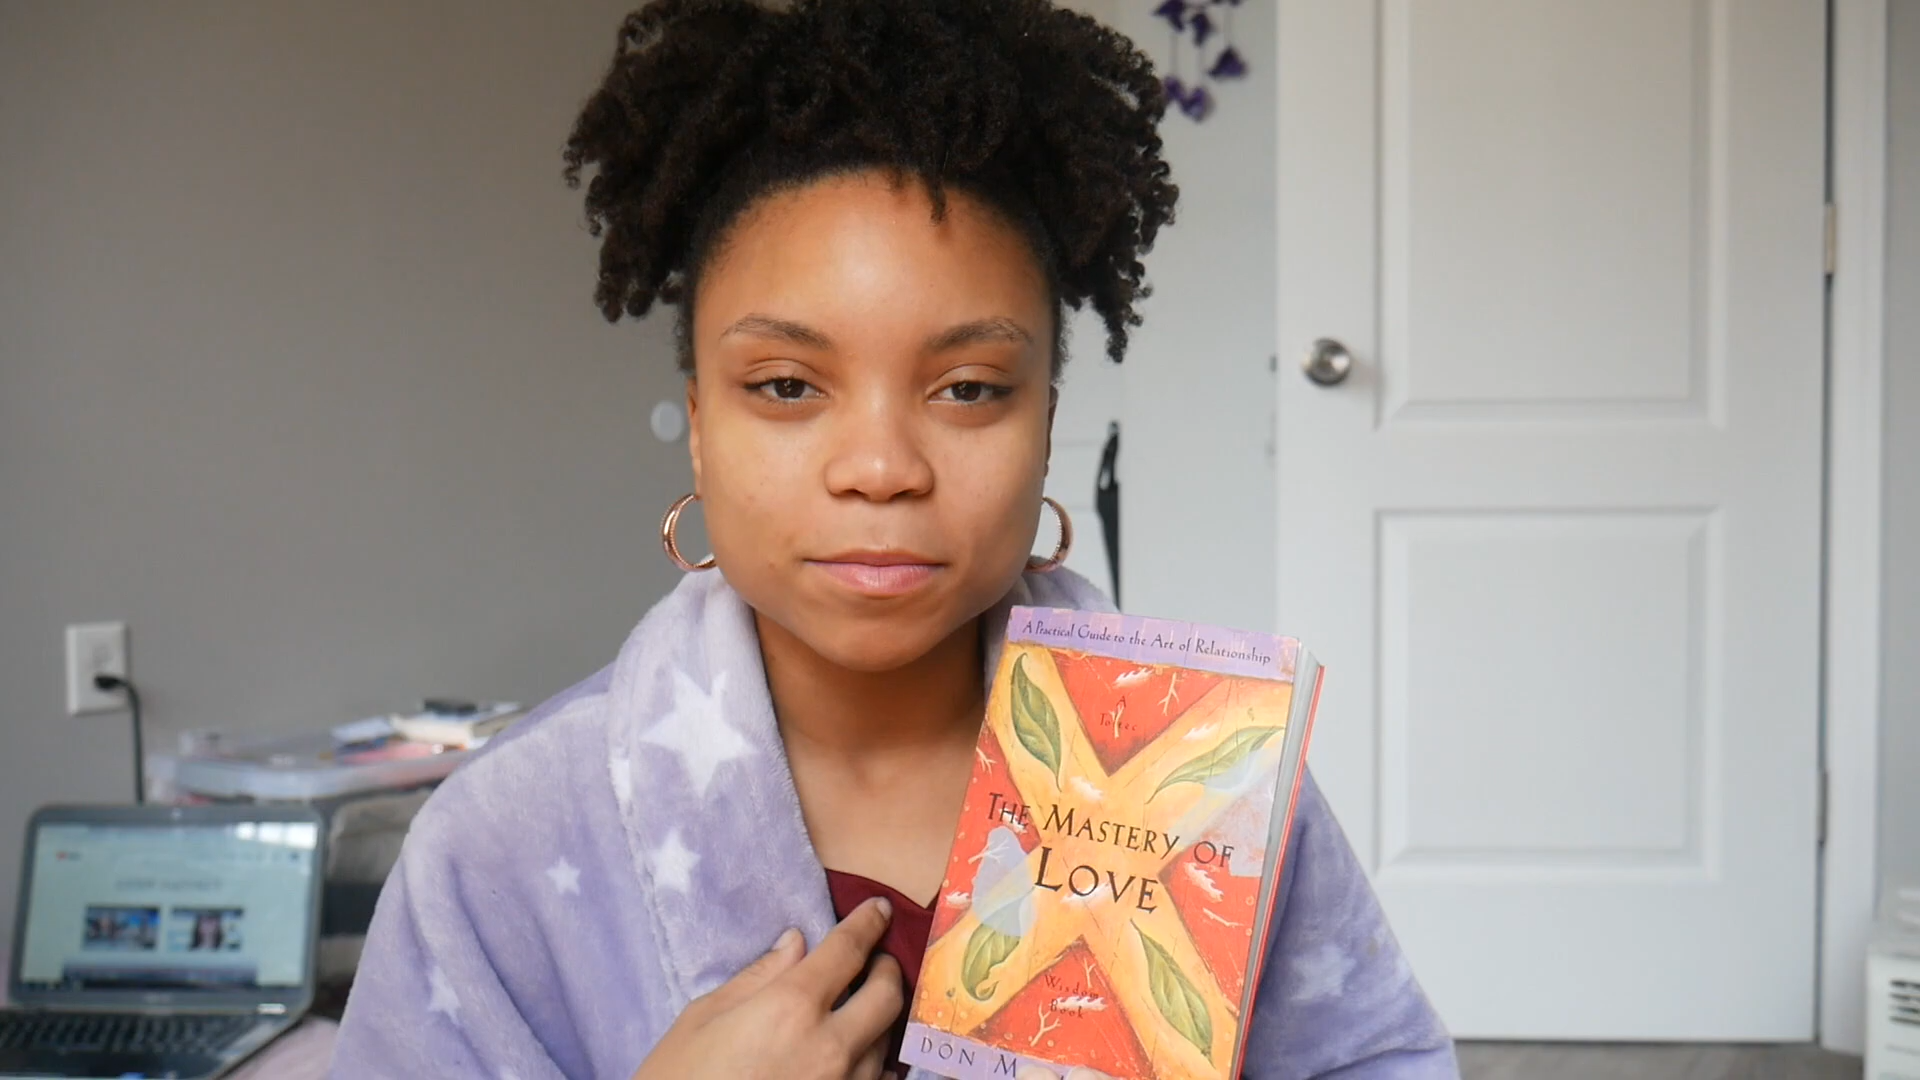 A Practical Guide to the Art of Relationship
A
Toltec
THE MASTERY OF
LOVE
Wisdom
Book
DON M